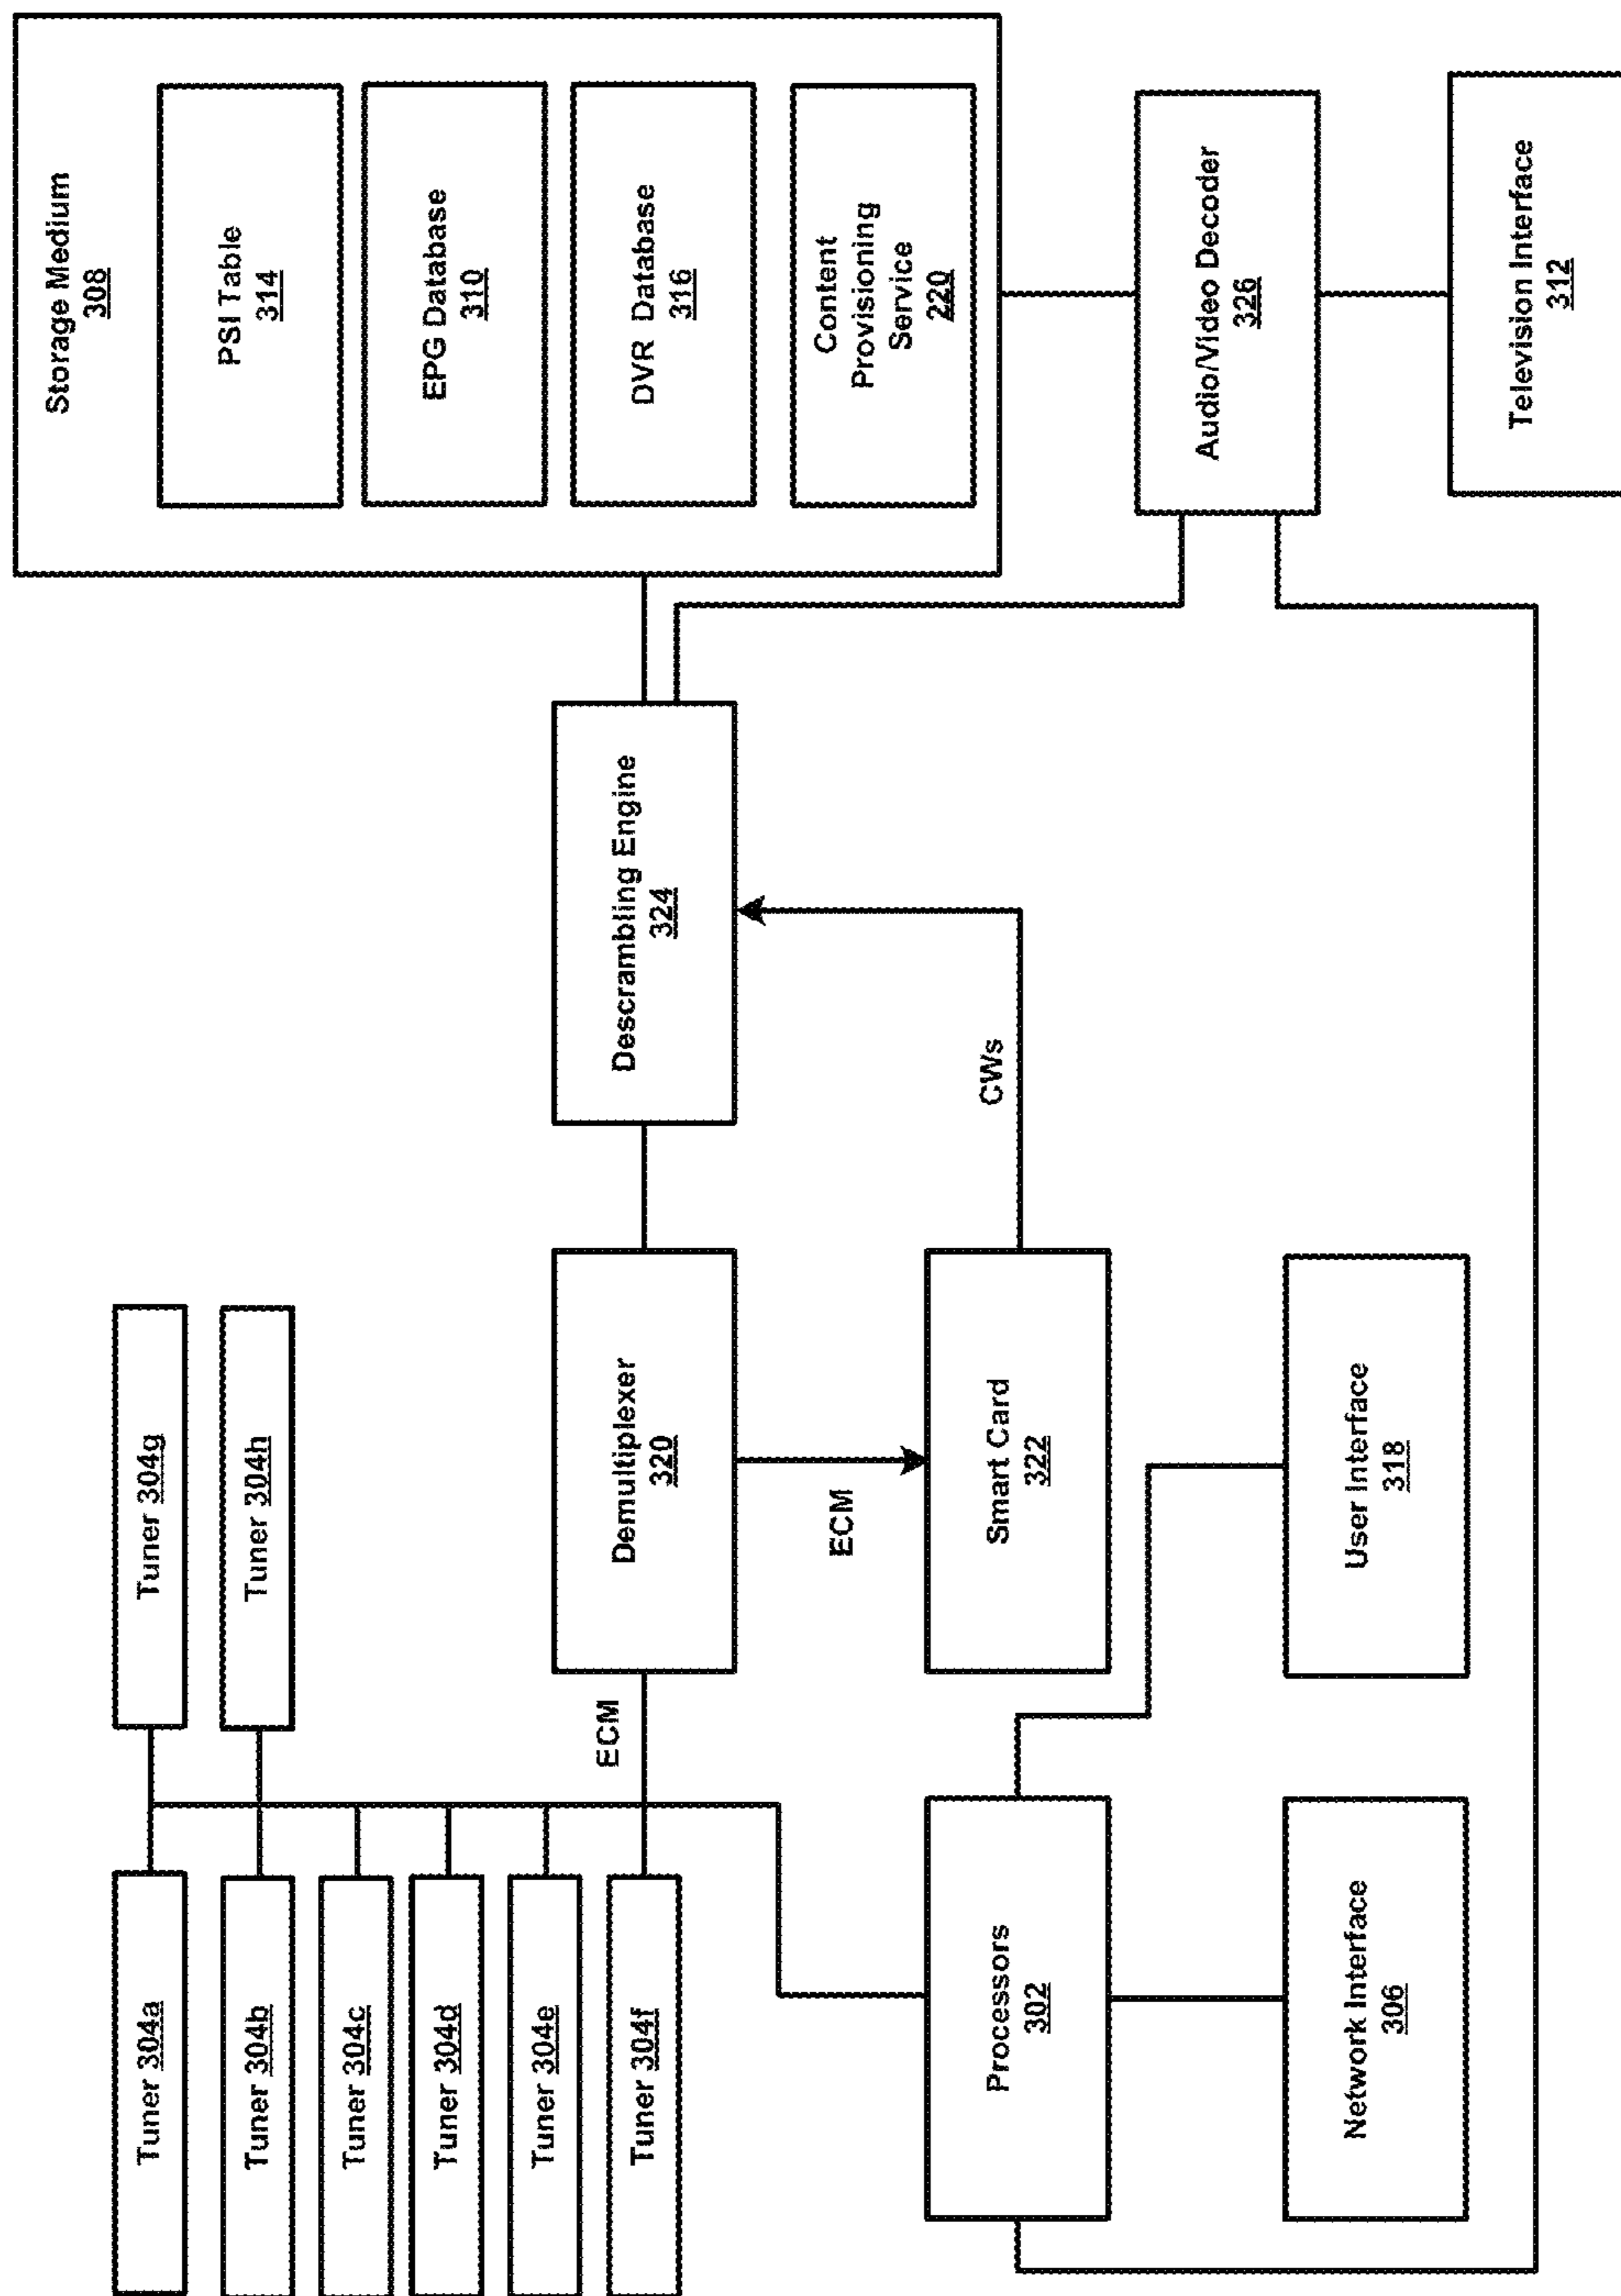 Tuner 304a
Tuner 304b
Tuner 304c
Tuner 304d
Tuner 304e
Tuner 304f
Tuner 304g
Tuner 304h
ECM
Demultiplexer
320
ECM
Smart Card
322
CWs
Descrambling Engine
324
Storage Medium
308
PSI Table
314
EPG Database
310
DVR Database
316
Content
Provisioning
Service
220
Audio/Video Decoder
326
Television Interface
312
Processors
302
Network Interface
306
User Interface
318